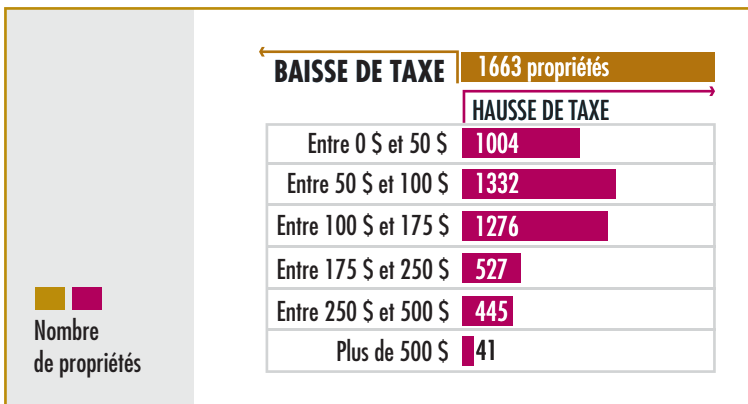 BAISSE DE TAXE 1663 propriétés
HAUSSE DE TAXE
Entre 0 $ et 50 $ 1004
Entre 50 $ et 100 $ 1332
Entre 100 $ et 175 $ 1276
Entre 175 $ et 250 $ 527
Entre 250 $ et 500 $ 445
Plus de 500 $ 41
Nombre
de propriétés